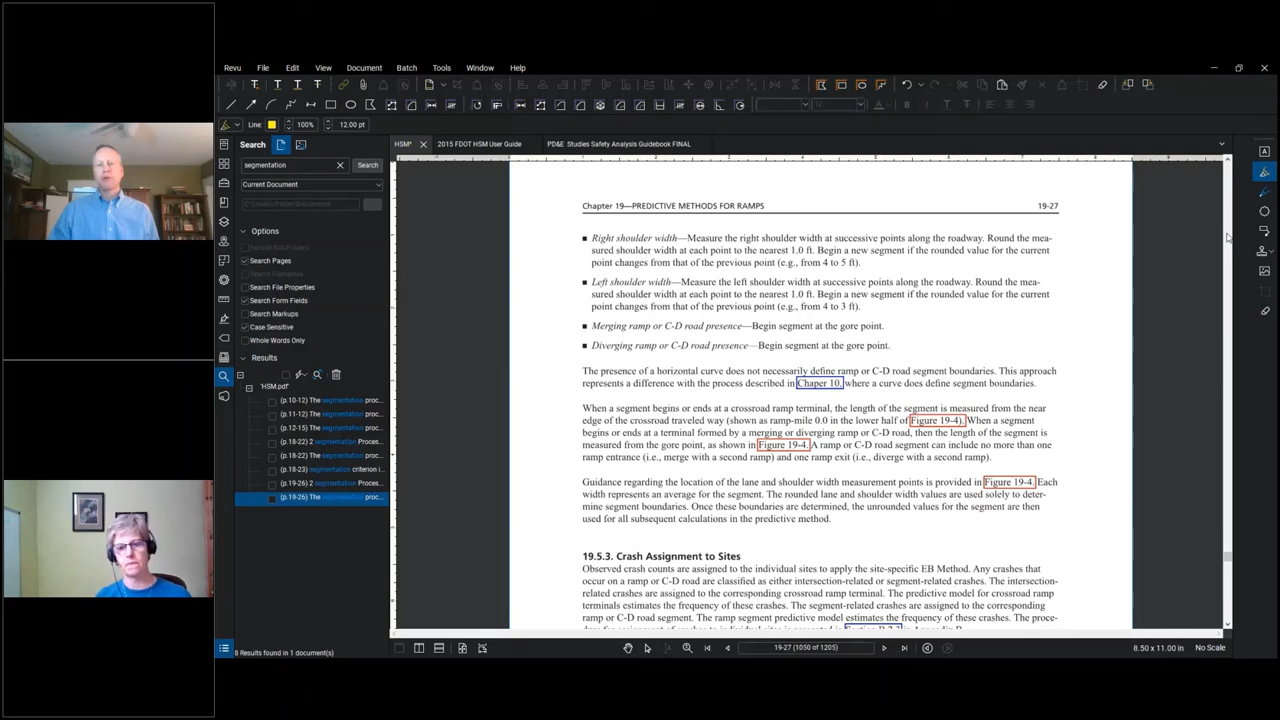 Revu File Edit View Document Batch Tools Window Help
Line: 100% 12.00 pt
Search
segmentation
Search
Current Document
Options
Include Sub Folders
Search Pages
Search File Properties
Search Form Fields
Search Markups
Case Sensitive
Whole Words Only
Results
'HSM.pdf'
(p.10-12) The segmentation proc...
(p.11-12) The segmentation proc...
(p.12-15) The segmentation proc...
(p.18-22) 2 segmentation Proces...
(p.18-22) The segmentation proc...
(p.18-23) segmentation criterion i...
(p.19-26) 2 segmentation Proces...
(p.19-26) The segmentation proc...
8 Results found in 1 document(s)
HSM* 2015 FDOT HSM User Guide PD&E Studies Safety Analysis Guidebook FINAL
Chapter 19—PREDICTIVE METHODS FOR RAMPS 19-27
■ Right shoulder width—Measure the right shoulder width at successive points along the roadway. Round the mea-
sured shoulder width at each point to the nearest 1.0 ft. Begin a new segment if the rounded value for the current
point changes from that of the previous point (e.g., from 4 to 5 ft).
■ Left shoulder width—Measure the left shoulder width at successive points along the roadway. Round the mea-
sured shoulder width at each point to the nearest 1.0 ft. Begin a new segment if the rounded value for the current
point changes from that of the previous point (e.g., from 4 to 3 ft).
■ Merging ramp or C-D road presence—Begin segment at the gore point.
■ Diverging ramp or C-D road presence—Begin segment at the gore point.
The presence of a horizontal curve does not necessarily define ramp or C-D road segment boundaries. This approach
represents a difference with the process described in Chaper 10, where a curve does define segment boundaries.
When a segment begins or ends at a crossroad ramp terminal, the length of the segment is measured from the near
edge of the crossroad traveled way (shown as ramp-mile 0.0 in the lower half of Figure 19-4). When a segment
begins or ends at a terminal formed by a merging or diverging ramp or C-D road, then the length of the segment is
measured from the gore point, as shown in Figure 19-4. A ramp or C-D road segment can include no more than one
ramp entrance (i.e., merge with a second ramp) and one ramp exit (i.e., diverge with a second ramp).
Guidance regarding the location of the lane and shoulder width measurement points is provided in Figure 19-4. Each
width represents an average for the segment. The rounded lane and shoulder width values are used solely to deter-
mine segment boundaries. Once these boundaries are determined, the unrounded values for the segment are then
used for all subsequent calculations in the predictive method.
19.5.3. Crash Assignment to Sites
Observed crash counts are assigned to the individual sites to apply the site-specific EB Method. Any crashes that
occur on a ramp or C-D road are classified as either intersection-related or segment-related crashes. The intersection-
related crashes are assigned to the corresponding crossroad ramp terminal. The predictive model for crossroad ramp
terminals estimates the frequency of these crashes. The segment-related crashes are assigned to the corresponding
ramp or C-D road segment. The ramp segment predictive model estimates the frequency of these crashes. The proce-
19-27 (1050 of 1205)
8.50 x 11.00 in No Scale